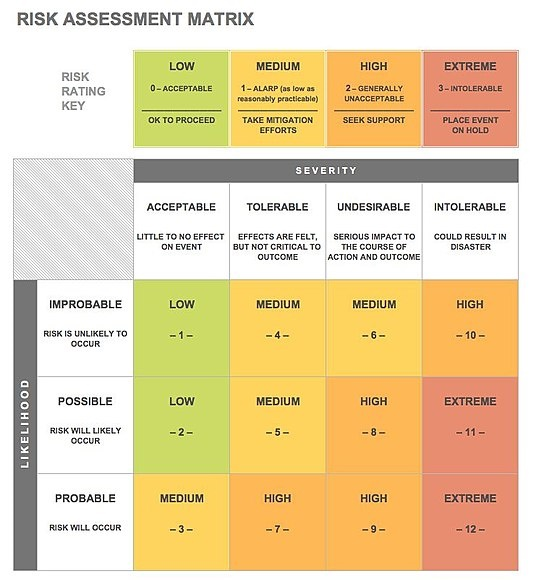 RISK ASSESSMENT MATRIX
RISK
RATING
KEY
LOW
0 – ACCEPTABLE
OK TO PROCEED
MEDIUM
1 – ALARP (as low as
reasonably practicable)
TAKE MITIGATION
EFFORTS
HIGH
2 – GENERALLY
UNACCEPTABLE
SEEK SUPPORT
EXTREME
3 – INTOLERABLE
PLACE EVENT
ON HOLD
SEVERITY
ACCEPTABLE
LITTLE TO NO EFFECT
ON EVENT
TOLERABLE
EFFECTS ARE FELT,
BUT NOT CRITICAL TO
OUTCOME
UNDESIRABLE
SERIOUS IMPACT TO
THE COURSE OF
ACTION AND OUTCOME
INTOLERABLE
COULD RESULT IN
DISASTER
LIKELIHOOD
IMPROBABLE
RISK IS UNLIKELY TO
OCCUR
LOW
– 1 –
MEDIUM
– 4 –
MEDIUM
– 6 –
HIGH
– 10 –
POSSIBLE
RISK WILL LIKELY
OCCUR
LOW
– 2 –
MEDIUM
– 5 –
HIGH
– 8 –
EXTREME
– 11 –
PROBABLE
RISK WILL OCCUR
MEDIUM
– 3 –
HIGH
– 7 –
HIGH
– 9 –
EXTREME
– 12 –